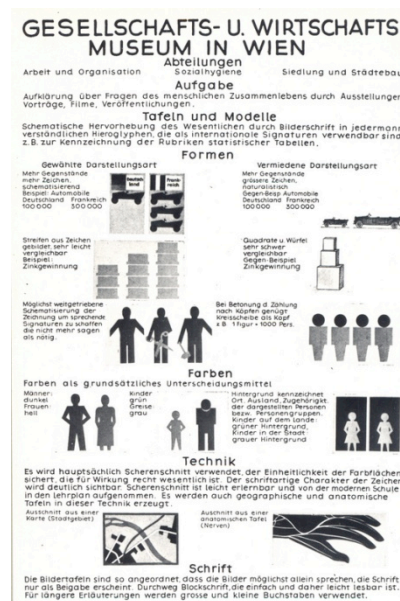 GESELLSCHAFTS- U. WIRTSCHAFTS
MUSEUM IN WIEN
Abteilungen
Arbeit und Organisation Sozialhygiene Siedlung und Städtebau
Aufgabe
Aufklärung über Fragen des menschlichen Zusammenlebens durch Ausstellungen
Vorträge, Filme, Veröffentlichungen.
Tafeln und Modelle
Schematische Hervorhebung des Wesentlichen durch Bilderschrift in jedermann
verständlichen Hieroglyphen, die als internationale Signaturen verwendbar sind
z.B. zur Kennzeichnung der Rubriken statistischer Tabellen.
Formen
Gewählte Darstellungsart
Mehr Gegenstände
mehr Zeichen,
schematisierend
Beispiel: Automobile
Deutschland Frankreich
100 000 300 000
Deutschland
Frankreich
Vermiedene Darstellungsart
Mehr Gegenstände
grössere Zeichen,
naturalistisch
Gegen-Beisp Automobile
Deutschland Frankreich
100 000 300 000
Streifen aus Zeichen
gebildet, sehr leicht
vergleichbar
Beispiel:
Zinkgewinnung
Quadrate u. Würfel
sehr schwer
vergleichbar
Gegen-Beispiel
Zinkgewinnung
Möglichst weitgetriebene
Schematisierung der
Zeichnung um sprechende
Signaturen zu schaffen
die nicht mehr sagen
als nötig.
Bei Betonung d. Zählung
nach Köpfen genügt
Kreisscheibe als Kopf
z.B. 1 Figur = 1000 Pers.
Farben
Farben als grundsätzliches Unterscheidungsmittel
Männer:
dunkel
Frauen:
hell
Kinder
grün
Greise
grau
Hintergrund kennzeichnet
Ort, Ausland, Zugehörigkt.
der dargestellten Personen
bezw. Personengruppen.
Kinder auf dem Lande:
grüner Hintergrund,
Kinder in der Stadt:
grauer Hintergrund
Technik
Es wird hauptsächlich Scherenschnitt verwendet, der Einheitlichkeit der Farbflächen
sichert, die für Wirkung recht wesentlich ist. Der schriftartige Charakter der Zeichen
wird deutlich sichtbar. Scherenschnitt ist leicht erlernbar und von der modernen Schule
in den Lehrplan aufgenommen. Es werden auch geographische und anatomische
Tafeln in dieser Technik erzeugt.
Ausschnitt aus einer
Karte (Stadtgebiet)
Ausschnitt aus einer
anatomischen Tafel
(Nerven)
Schrift
Die Bildertafeln sind so angeordnet, dass die Bilder möglichst allein sprechen, die Schrift
nur als Beigabe erscheint. Durchweg Blockschrift, die einfach und daher leicht lesbar ist.
Für längere Erläuterungen werden grosse und kleine Buchstaben verwendet.